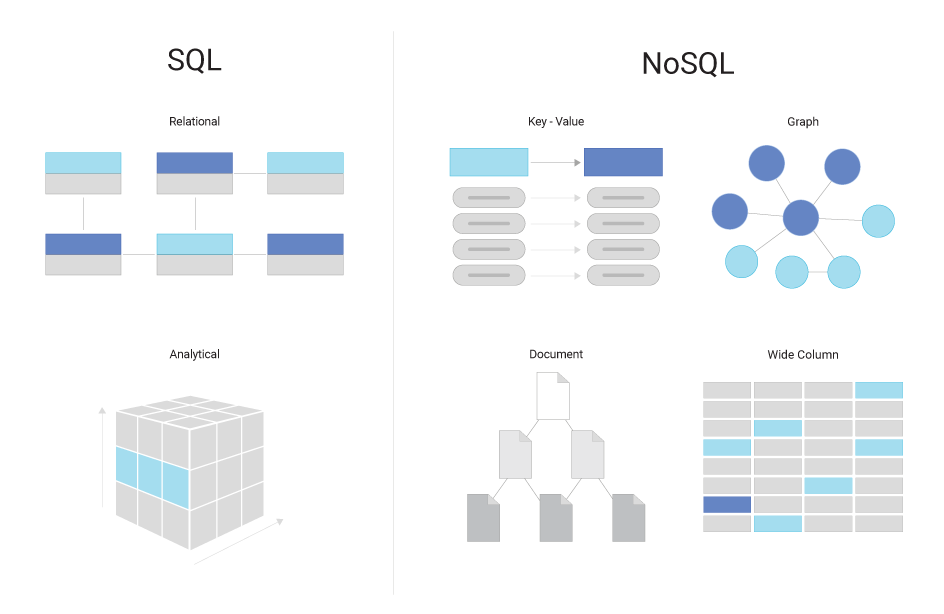 SQL
Relational
Analytical
NoSQL
Key - Value
Graph
Document
Wide Column